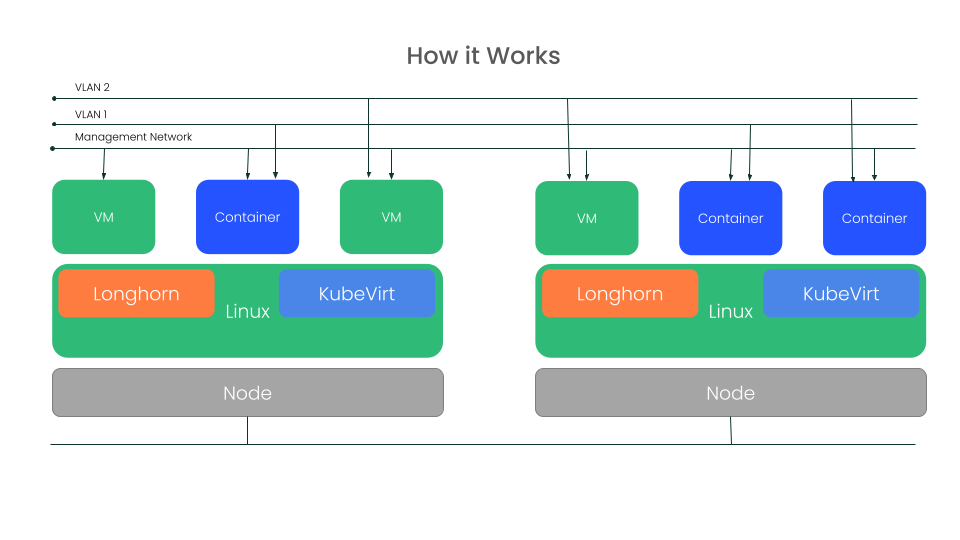 How it Works
VLAN 2
VLAN 1
Management Network
VM
Container
VM
VM
Container
Container
Longhorn
Linux
KubeVirt
Longhorn
Linux
KubeVirt
Node
Node